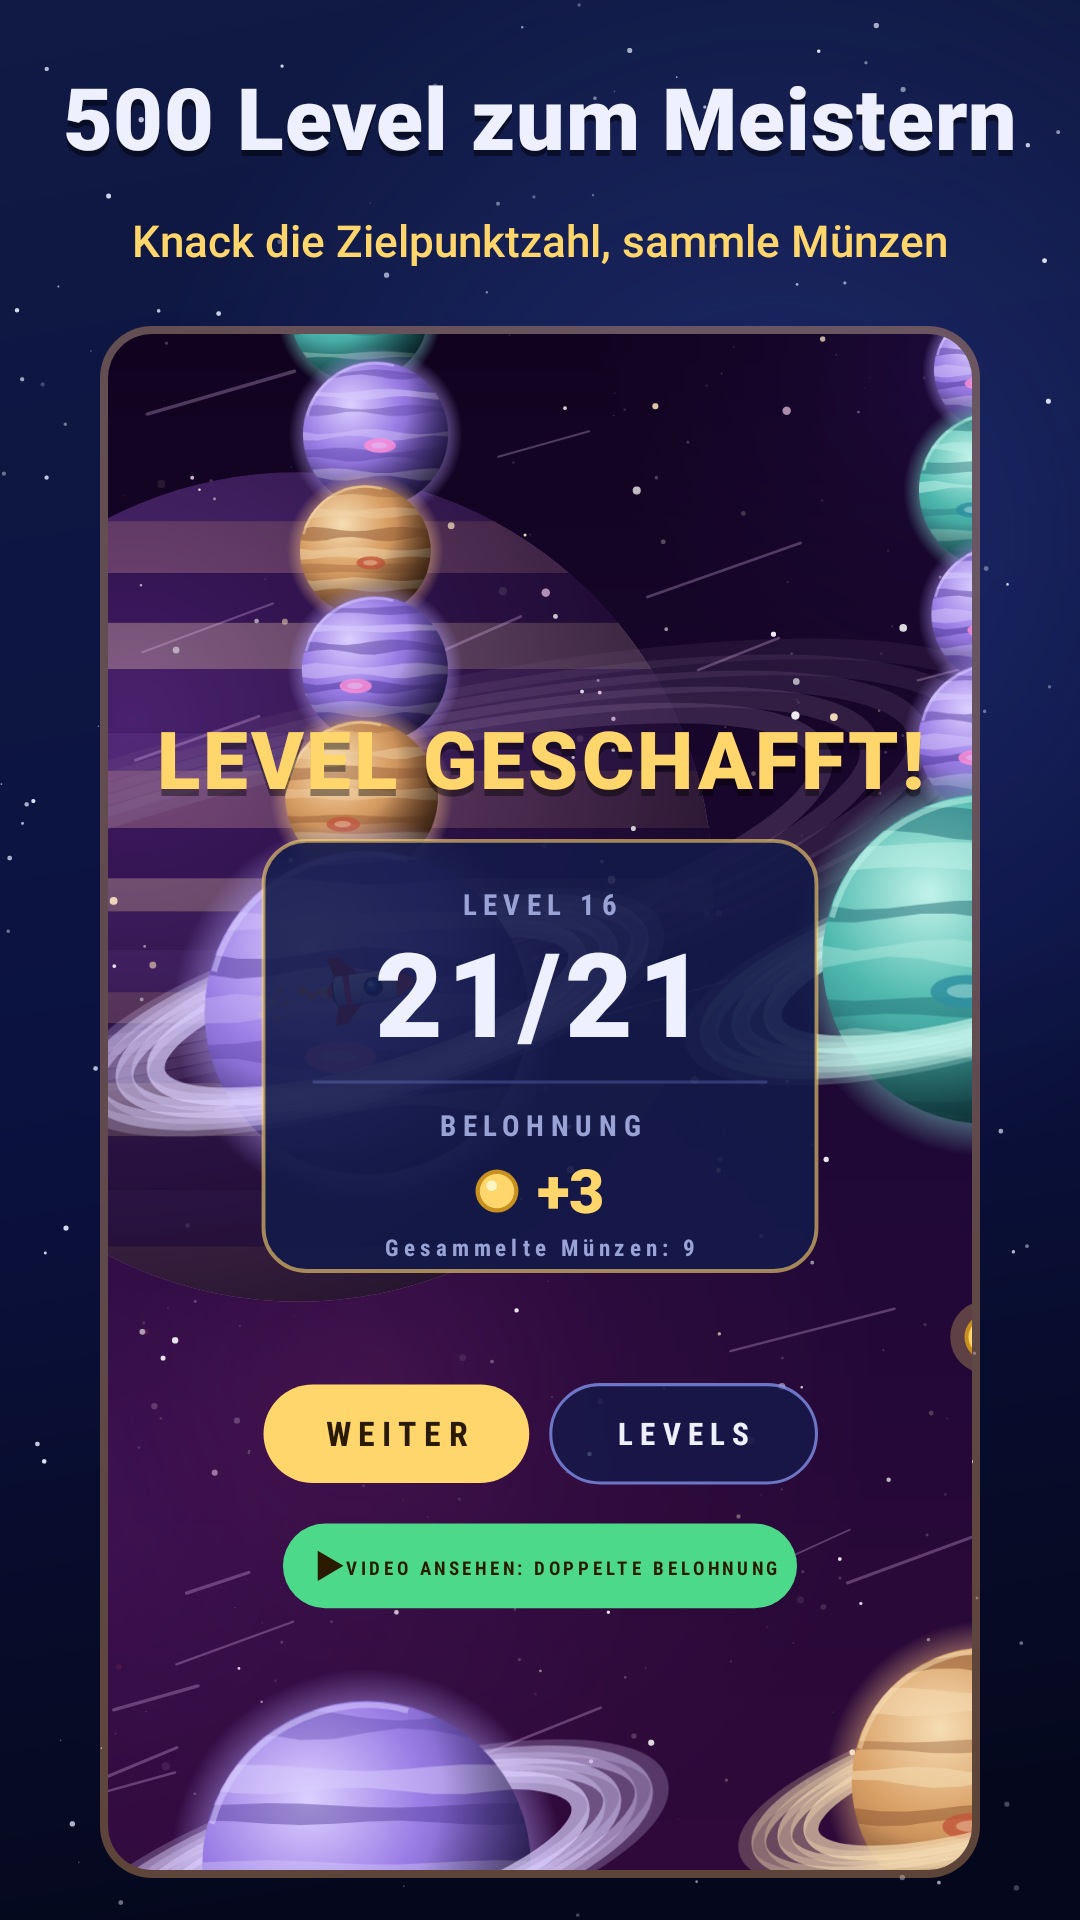 500 Level zum Meistern
Knack die Zielpunktzahl, sammle Münzen
LEVEL GESCHAFFT!
LEVEL 16
21/21
BELOHNUNG
+3
Gesammelte Münzen: 9
WEITER
LEVELS
VIDEO ANSEHEN: DOPPELTE BELOHNUNG